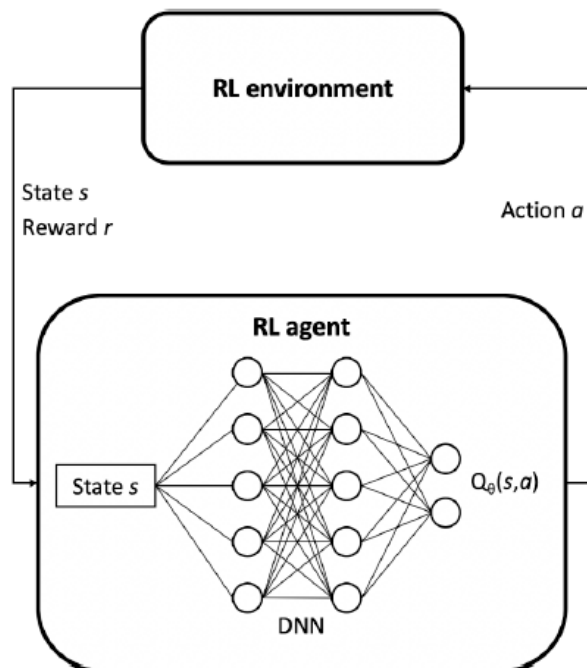 RL environment
State s
Reward r
Action a
RL agent
State s
Qθ(s,a)
DNN